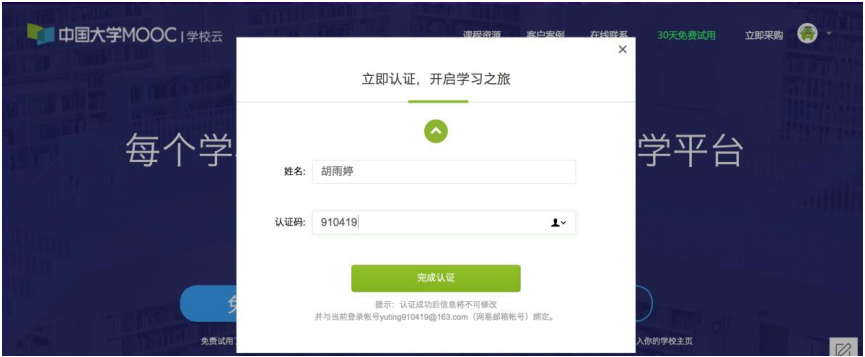 中国大学MOOC | 学校云
课程资源 客户案例 在线联系 30天免费试用 立即采购
立即认证，开启学习之旅
每个学 学平台
姓名: 胡雨婷
认证码: 910419
完成认证
提示：认证成功后信息将不可修改
并与当前登录帐号yuting910419@163.com（网易邮箱帐号）绑定。
免费试用 入你的学校主页